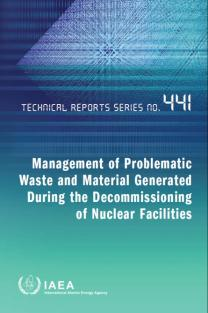 TECHNICAL REPORTS SERIES NO. 441
Management of Problematic
Waste and Material Generated
During the Decommissioning
of Nuclear Facilities
IAEA
International Atomic Energy Agency